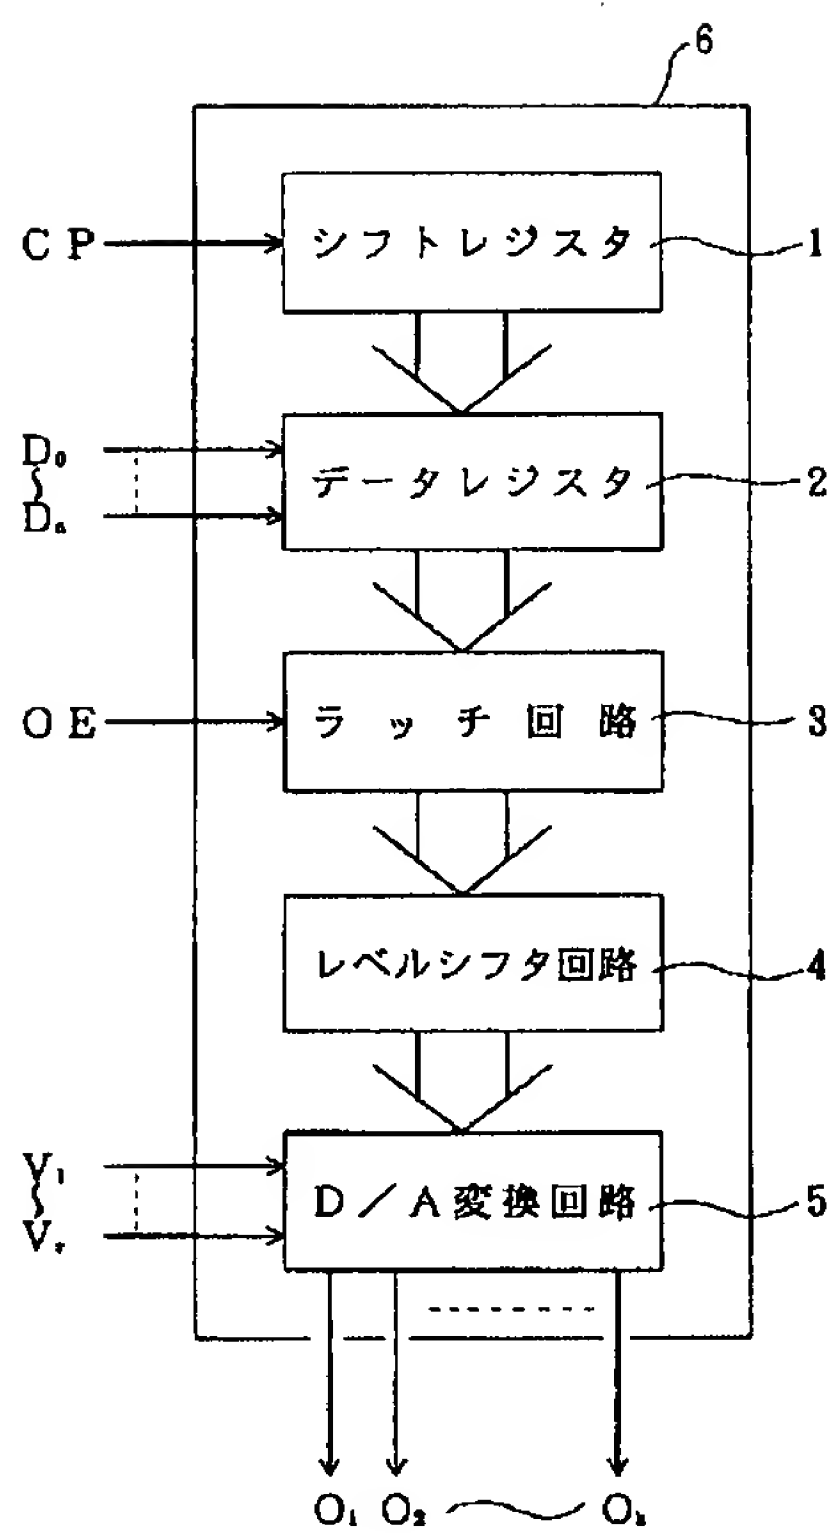 6
CP シフトレジスタ 1
D₀
〜 データレジスタ 2
Dₙ
OE ラッチ回路 3
レベルシフタ回路 4
V₁
〜 D/A変換回路 5
Vᵣ
O₁ O₂ 〜 Oₖ